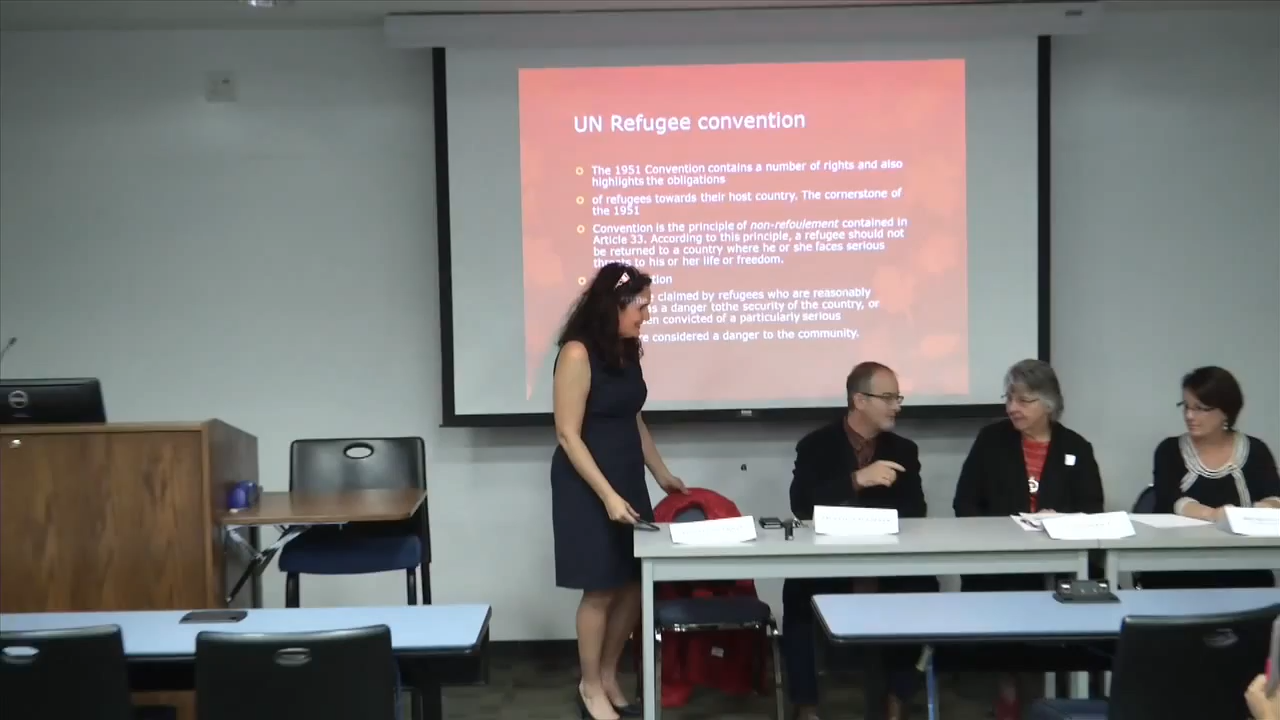 UN Refugee convention
The 1951 Convention contains a number of rights and also
highlights the obligations
of refugees towards their host country. The cornerstone of
the 1951
Convention is the principle of non-refoulement contained in
Article 33. According to this principle, a refugee should not
be returned to a country where he or she faces serious
threats to his or her life or freedom.
claimed by refugees who are reasonably
a danger tothe security of the country, or
convicted of a particularly serious
considered a danger to the community.